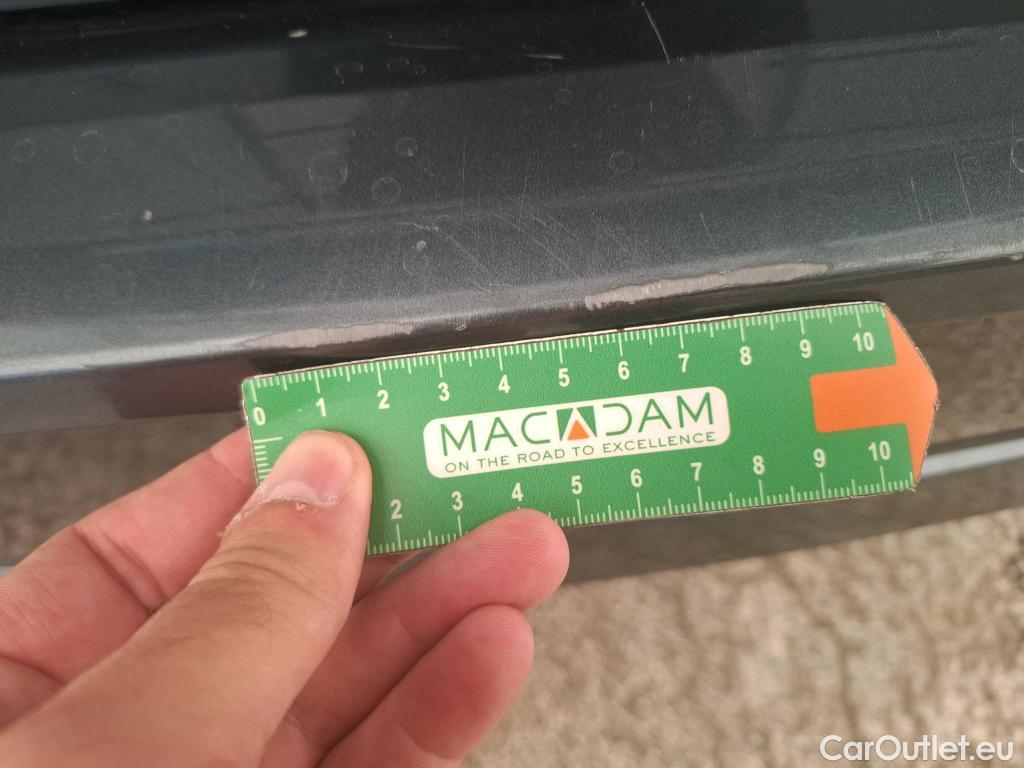 0 1 2 3 4 5 6 7 8 9 10
MACADAM
ON THE ROAD TO EXCELLENCE
2 3 4 5 6 7 8 9 10
CarOutlet.eu